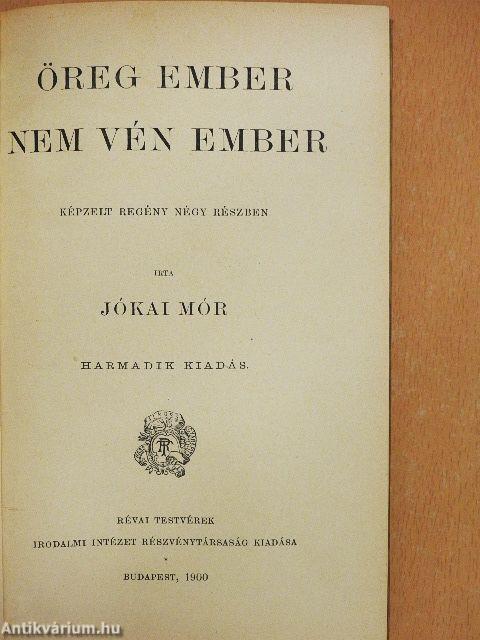 ÖREG EMBER
NEM VÉN EMBER
KÉPZELT REGÉNY NÉGY RÉSZBEN
IRTA
JÓKAI MÓR
HARMADIK KIADÁS.
RÉVAI TESTVÉREK
IRODALMI INTÉZET RÉSZVÉNYTÁRSASÁG KIADÁSA
BUDAPEST, 1900
Antikvárium.hu